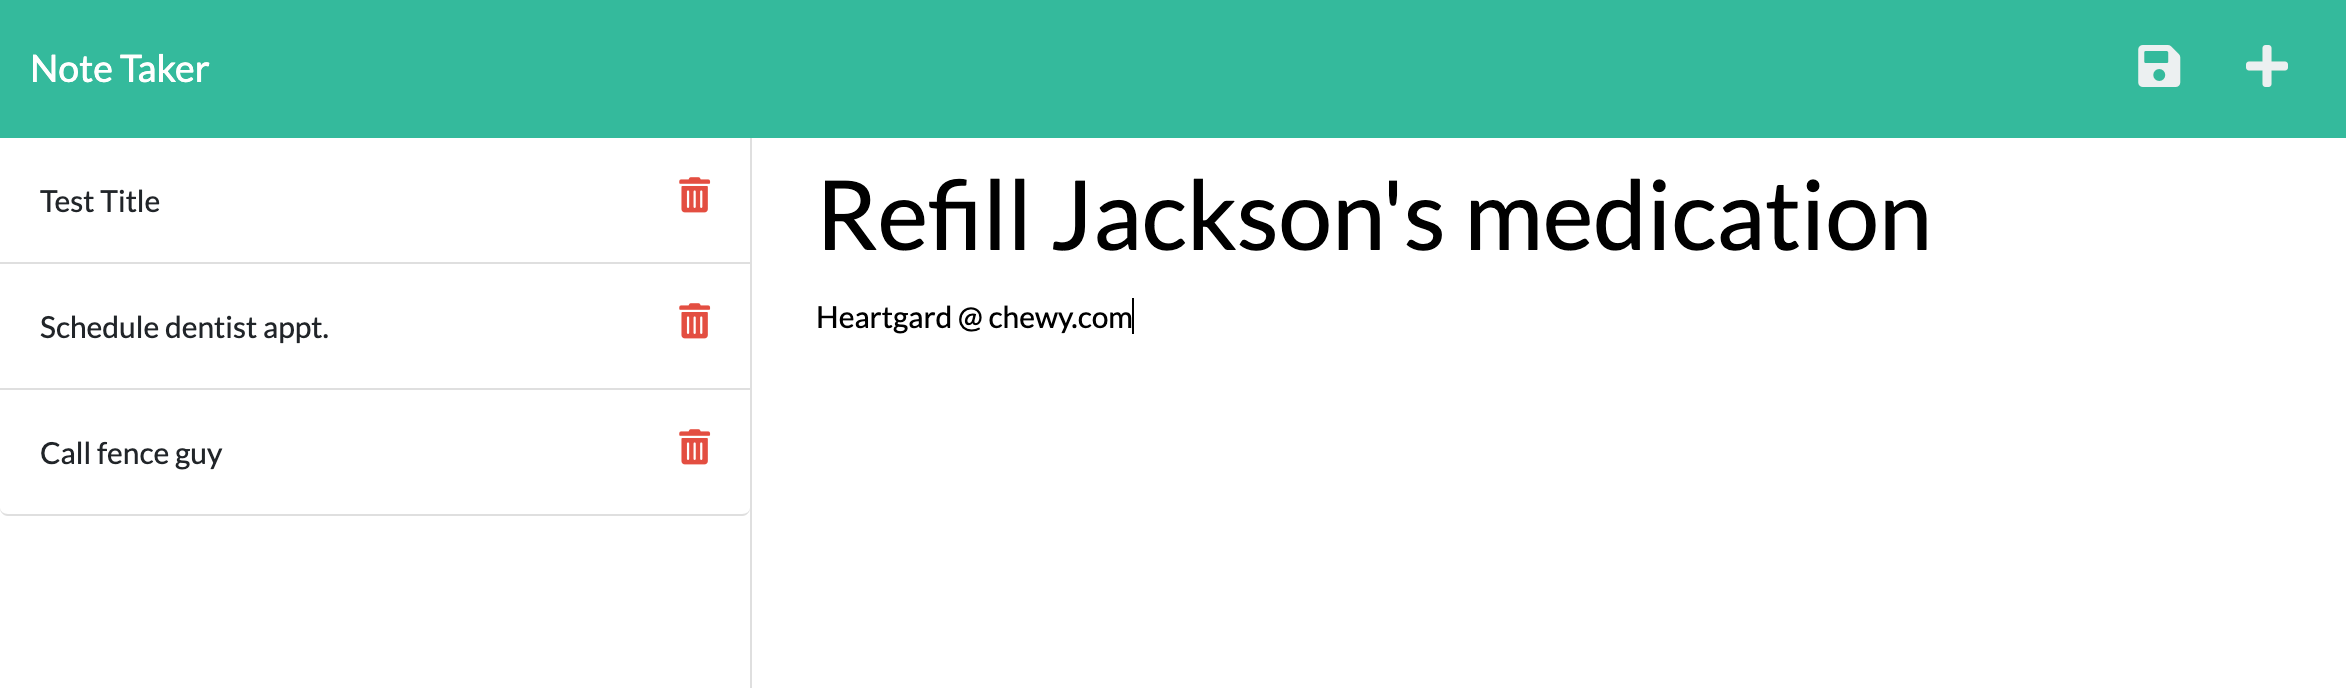 Note Taker
Test Title
Schedule dentist appt.
Call fence guy
Refill Jackson's medication
Heartgard @ chewy.com